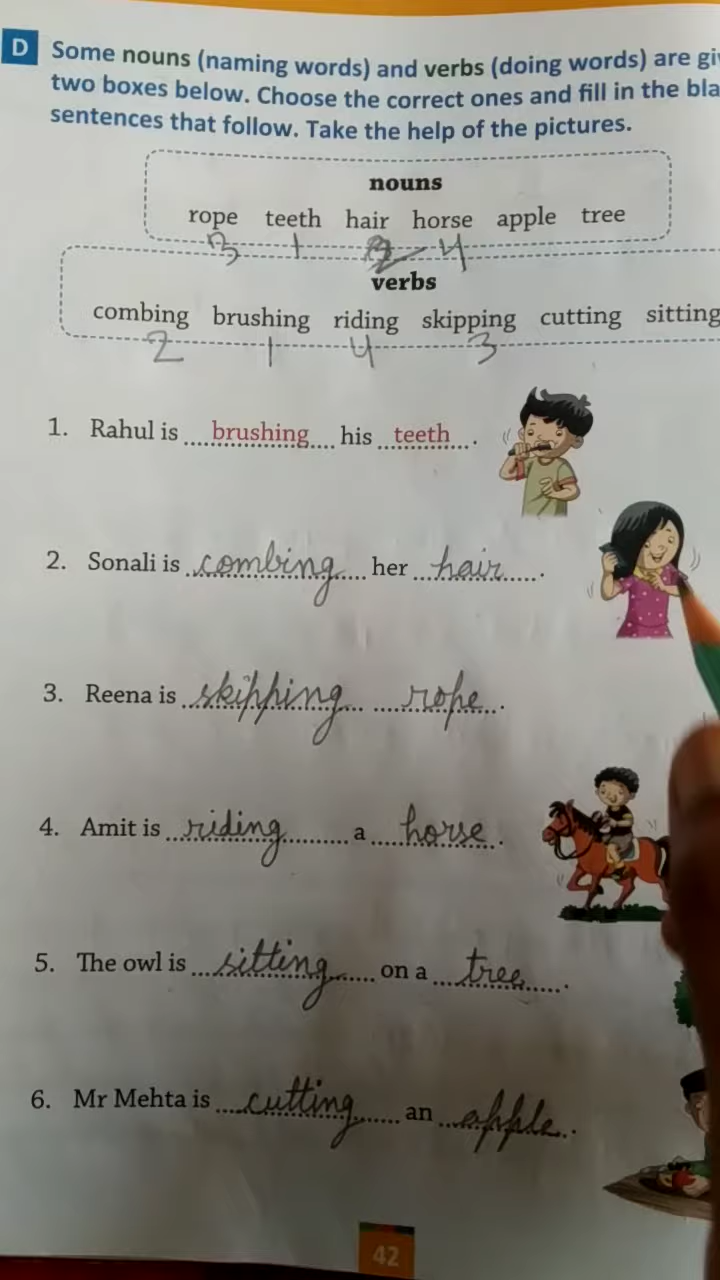 D Some nouns (naming words) and verbs (doing words) are gi
two boxes below. Choose the correct ones and fill in the bla
sentences that follow. Take the help of the pictures.
nouns
rope teeth hair horse apple tree
3 1 2 4
verbs
combing brushing riding skipping cutting sitting
2 1 4 3
1. Rahul is brushing his teeth.
2. Sonali is combing her hair.
3. Reena is skipping rope.
4. Amit is riding a horse.
5. The owl is sitting on a tree.
6. Mr Mehta is cutting an apple.
42